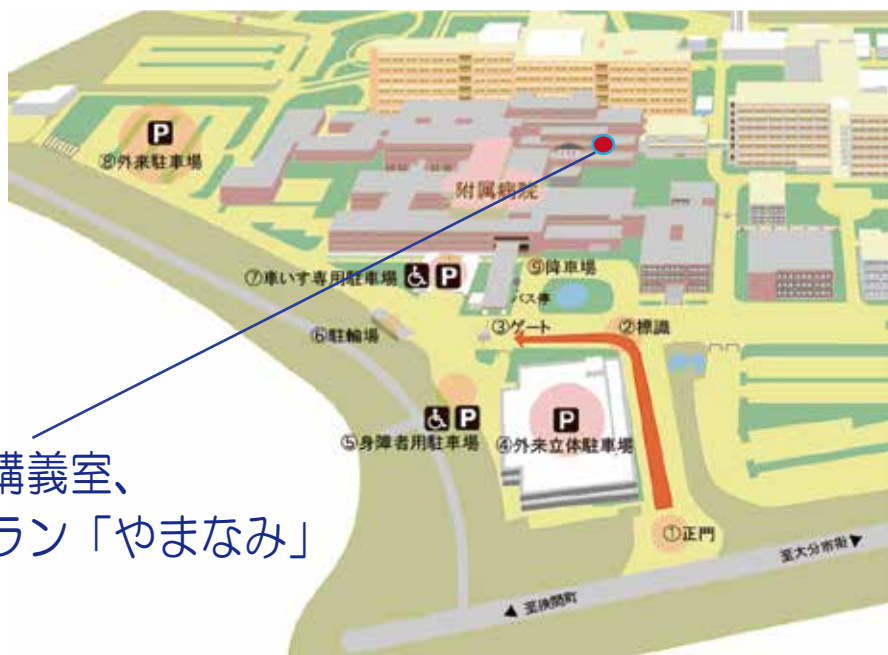 P
⑧外来駐車場
附属病院
⑦車いす専用駐車場 P
⑨降車場
バス停
⑥駐輪場
③ゲート
②標識
P
⑤身障者用駐車場
P
④外来立体駐車場
講義室、
ラン「やまなみ」
①正門
至大分市街▶
▲ 至挾間町